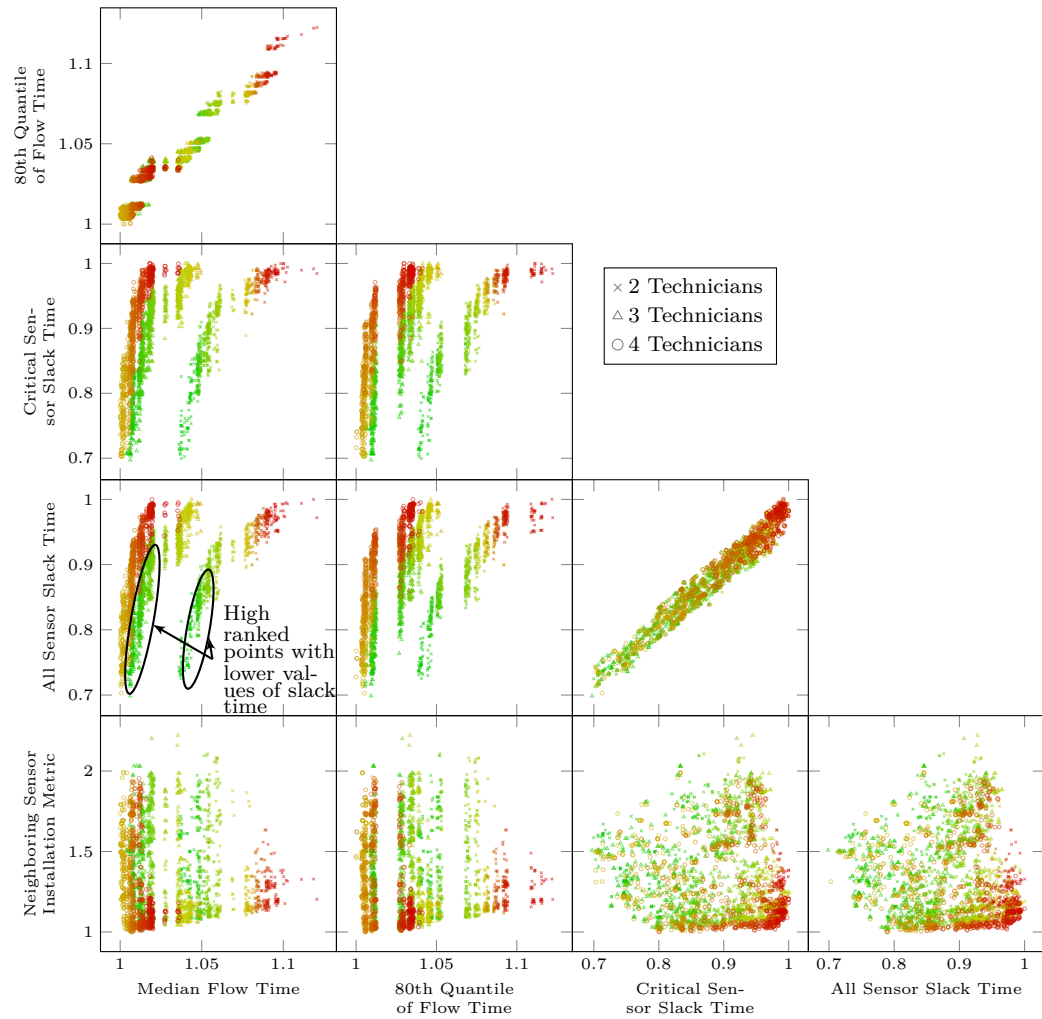 80th Quantile
of Flow Time
1.1
1.05
1
Critical Sen-
sor Slack Time
1
0.9
0.8
0.7
× 2 Technicians
△ 3 Technicians
○ 4 Technicians
All Sensor Slack Time
1
0.9
0.8
0.7
High
ranked
points with
lower val-
ues of slack
time
Neighboring Sensor
Installation Metric
2
1.5
1
1 1.05 1.1
1 1.05 1.1
0.7 0.8 0.9 1
0.7 0.8 0.9 1
Median Flow Time
80th Quantile
of Flow Time
Critical Sen-
sor Slack Time
All Sensor Slack Time